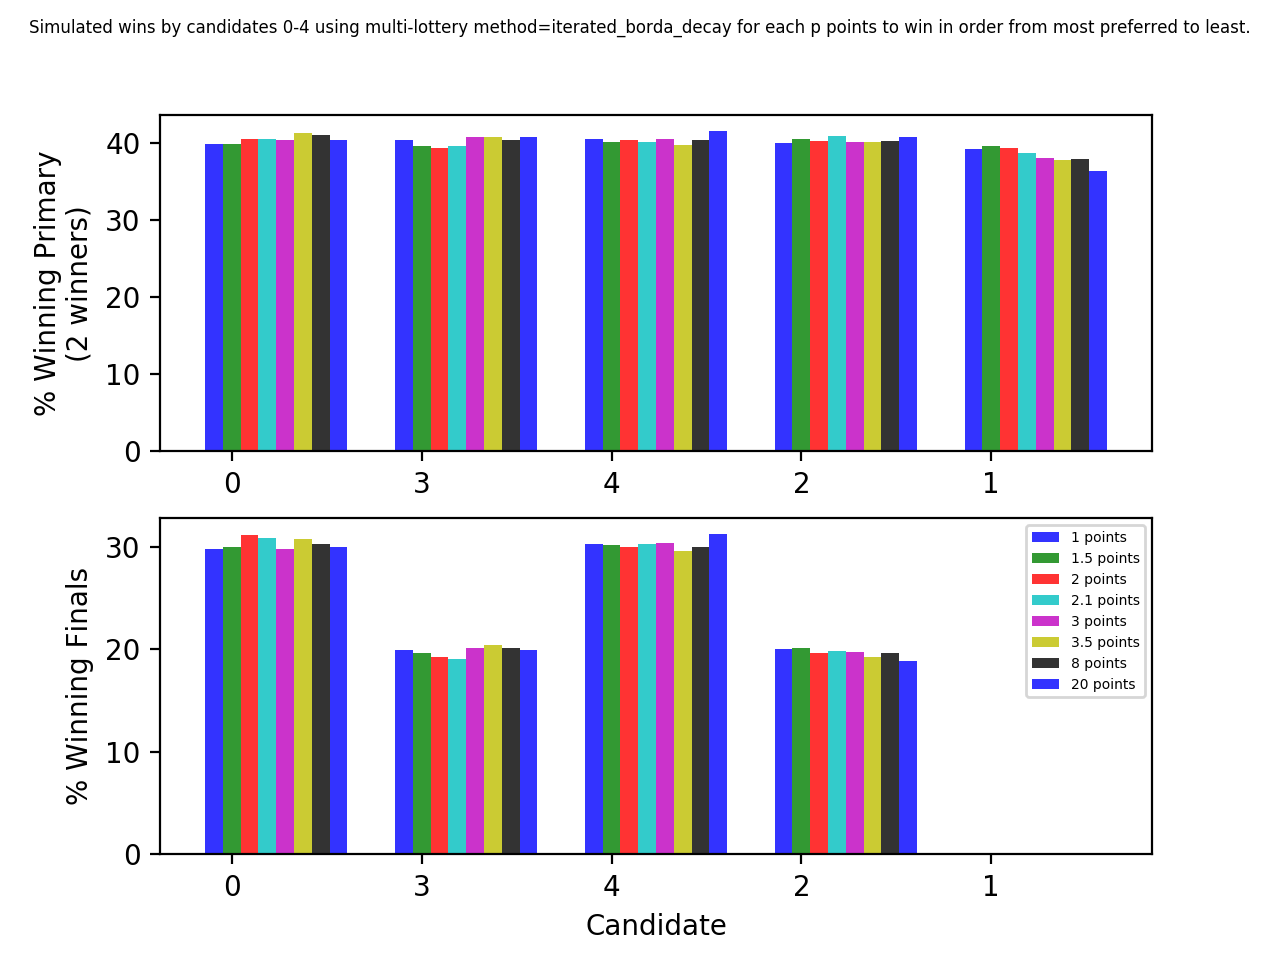 Simulated wins by candidates 0-4 using multi-lottery method=iterated_borda_decay for each p points to win in order from most preferred to least.
% Winning Primary
(2 winners)
40
30
20
10
0
0 3 4 2 1
% Winning Finals
30
20
10
0
1 points
1.5 points
2 points
2.1 points
3 points
3.5 points
8 points
20 points
0 3 4 2 1
Candidate